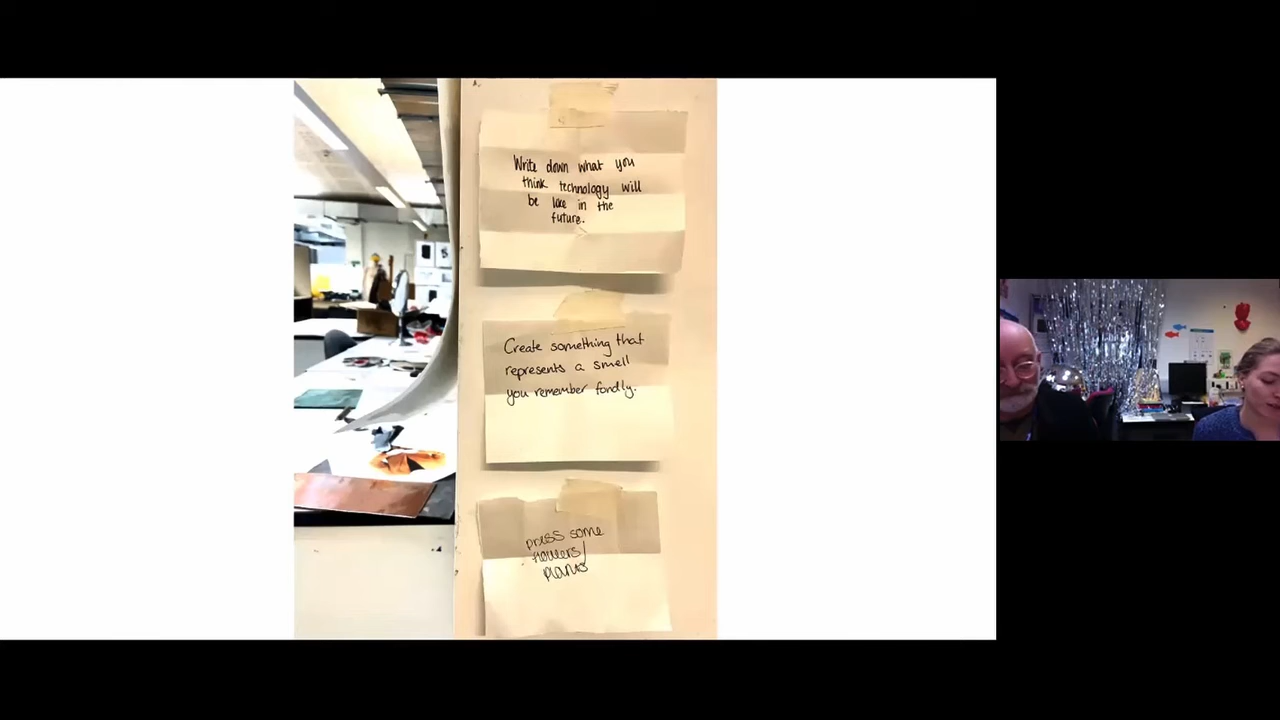 Write down what you
think technology will
be like in the
future.
Create something that
represents a smell
you remember fondly.
press some
flowers/
plants